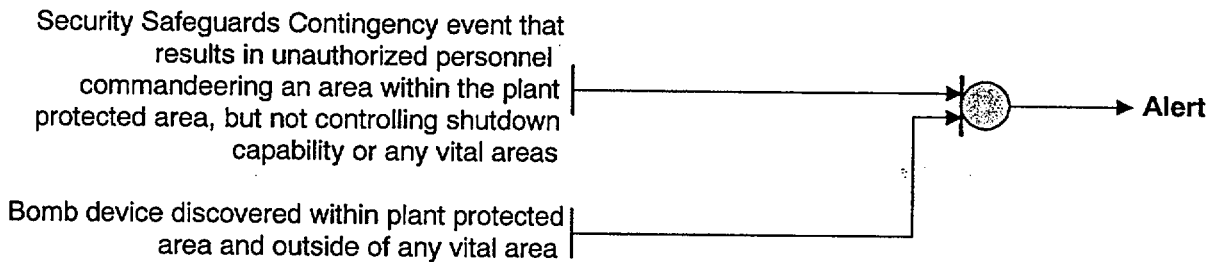 Security Safeguards Contingency event that
results in unauthorized personnel
commandeering an area within the plant
protected area, but not controlling shutdown
capability or any vital areas
Alert
Bomb device discovered within plant protected
area and outside of any vital area